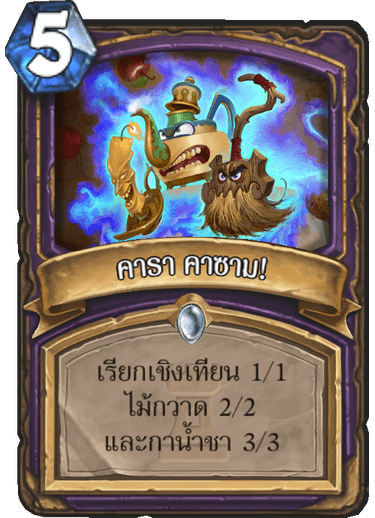 5
คารา คาซาม!
เรียกเชิงเทียน 1/1
ไม้กวาด 2/2
และกาน้ำชา 3/3